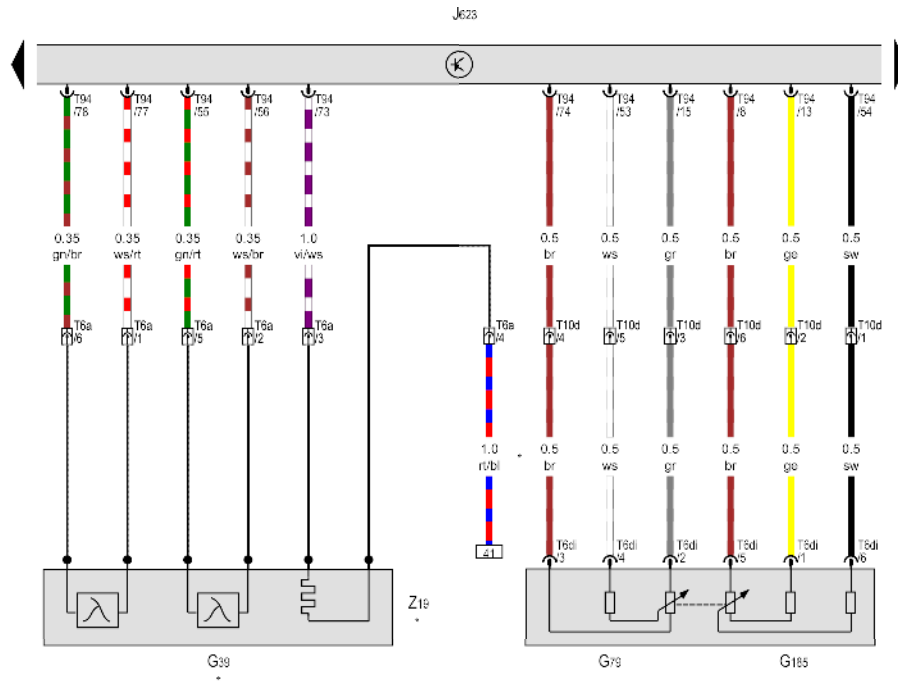 J623
T94 T94 T94 T94 T94 T94 T94 T94 T94 T94 T94
/78 /77 /55 /56 /73 /74 /53 /15 /8 /13 /54
0.35 0.35 0.35 0.35 1.0 0.5 0.5 0.5 0.5 0.5 0.5
gn/br ws/rt gn/rt ws/br vi/ws br ws gr br ge sw
T6a T6a T6a T6a T6a T6a T10d T10d T10d T10d T10d T10d
/6 /1 /5 /2 /3 /4 /4 /5 /3 /6 /2 /1
1.0 0.5 0.5 0.5 0.5 0.5 0.5
rt/bl * br ws gr br ge sw
41
T6di T6di T6di T6di T6di T6di
/3 /4 /2 /5 /1 /6
λ λ
Z19
*
G39 G79 G185
*